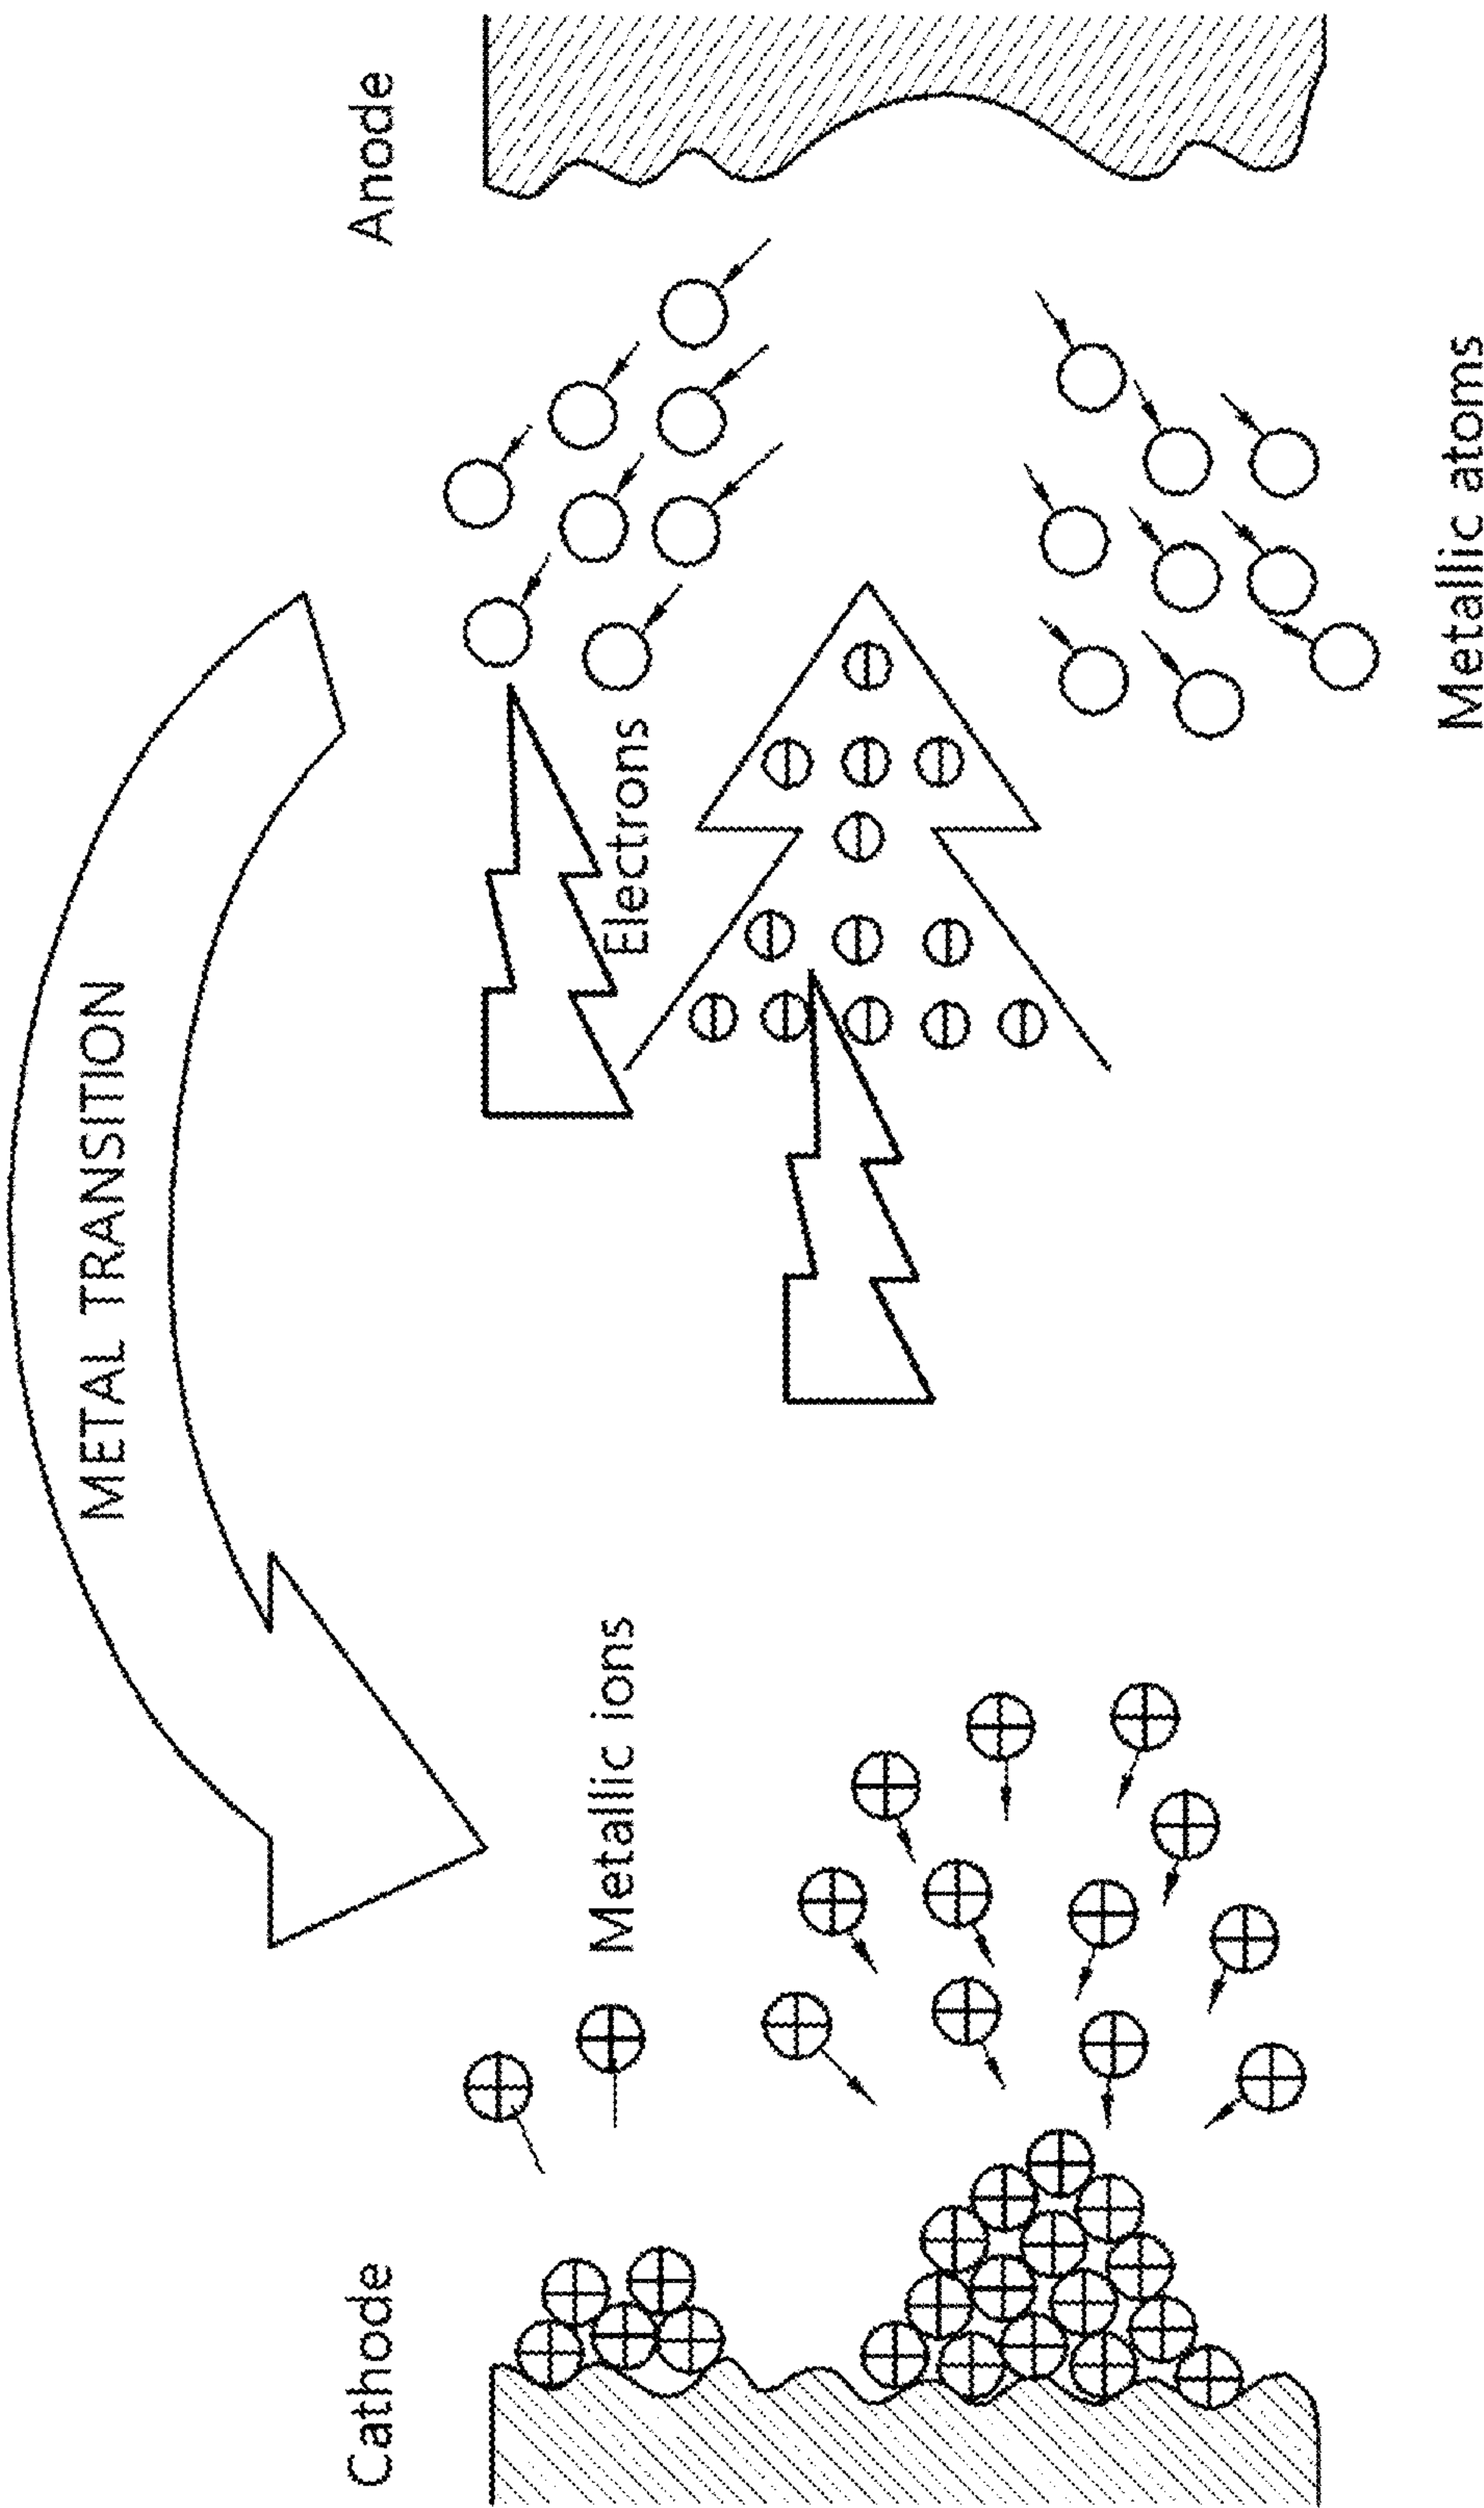 METAL TRANSITION
Cathode
Anode
Metallic ions
Electrons
Metallic atoms